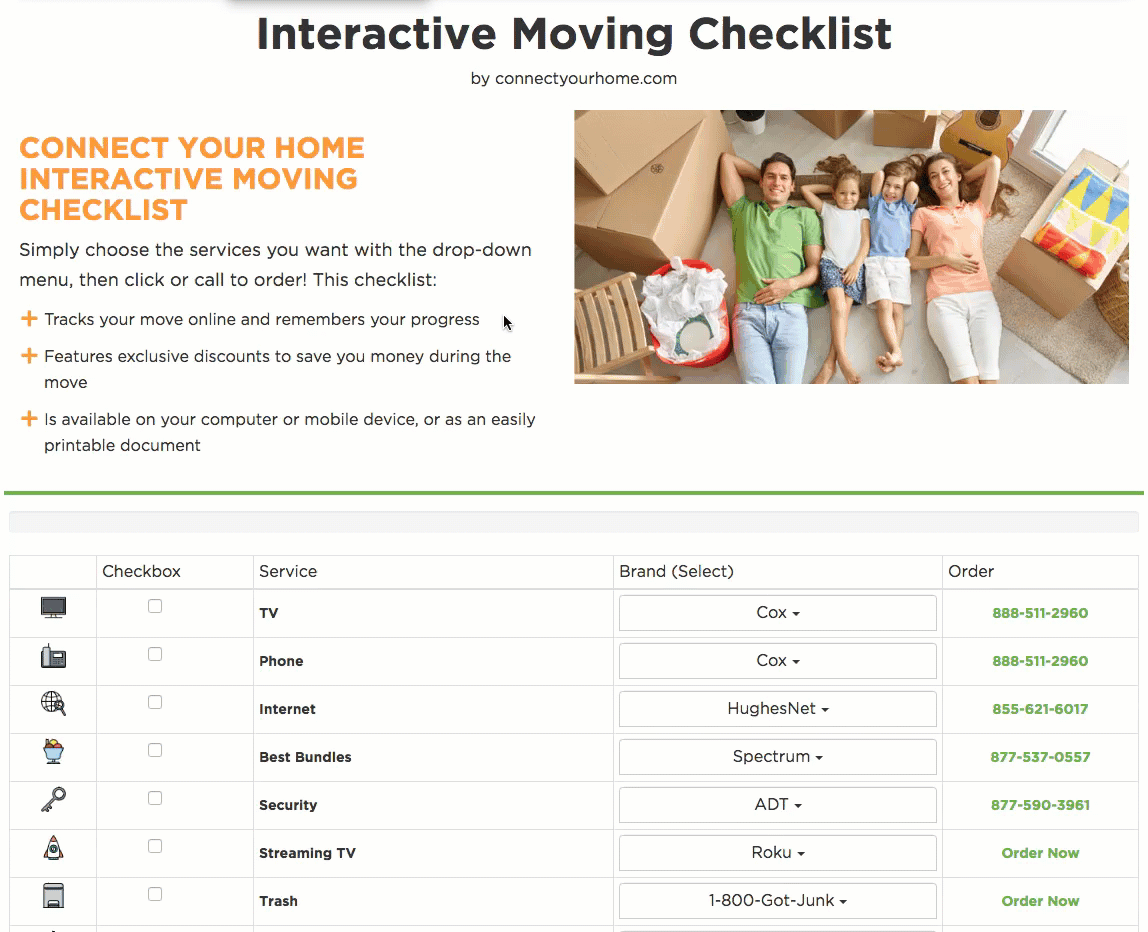 Interactive Moving Checklist
by connectyourhome.com
CONNECT YOUR HOME
INTERACTIVE MOVING
CHECKLIST
Simply choose the services you want with the drop-down
menu, then click or call to order! This checklist:
Tracks your move online and remembers your progress
Features exclusive discounts to save you money during the
move
Is available on your computer or mobile device, or as an easily
printable document
Checkbox Service Brand (Select) Order
TV Cox 888-511-2960
Phone Cox 888-511-2960
Internet HughesNet 855-621-6017
Best Bundles Spectrum 877-537-0557
Security ADT 877-590-3961
Streaming TV Roku Order Now
Trash 1-800-Got-Junk Order Now